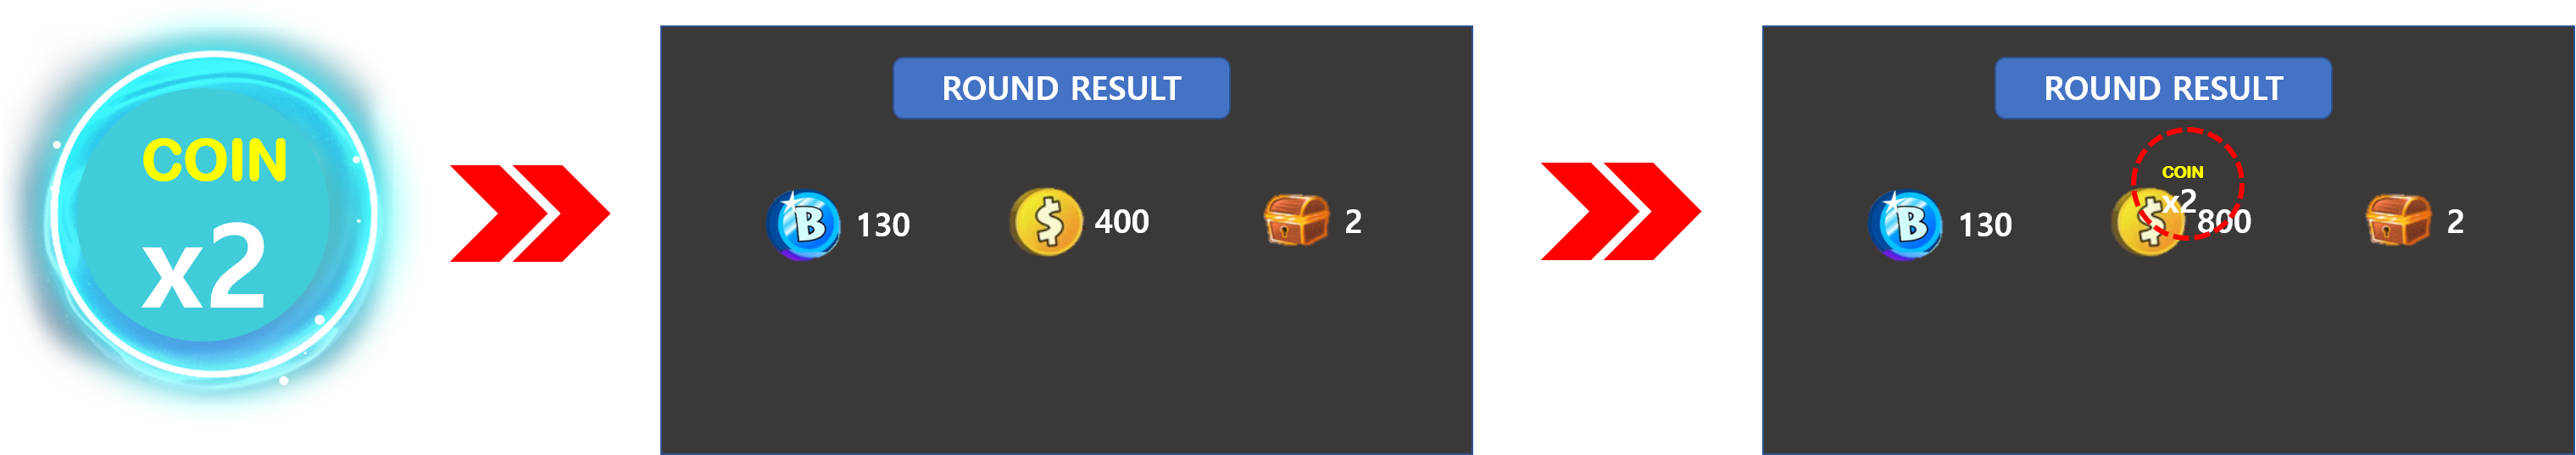 COIN
x2
ROUND RESULT
B 130
$ 400
2
ROUND RESULT
COIN
x2
B 130
$ 800
2